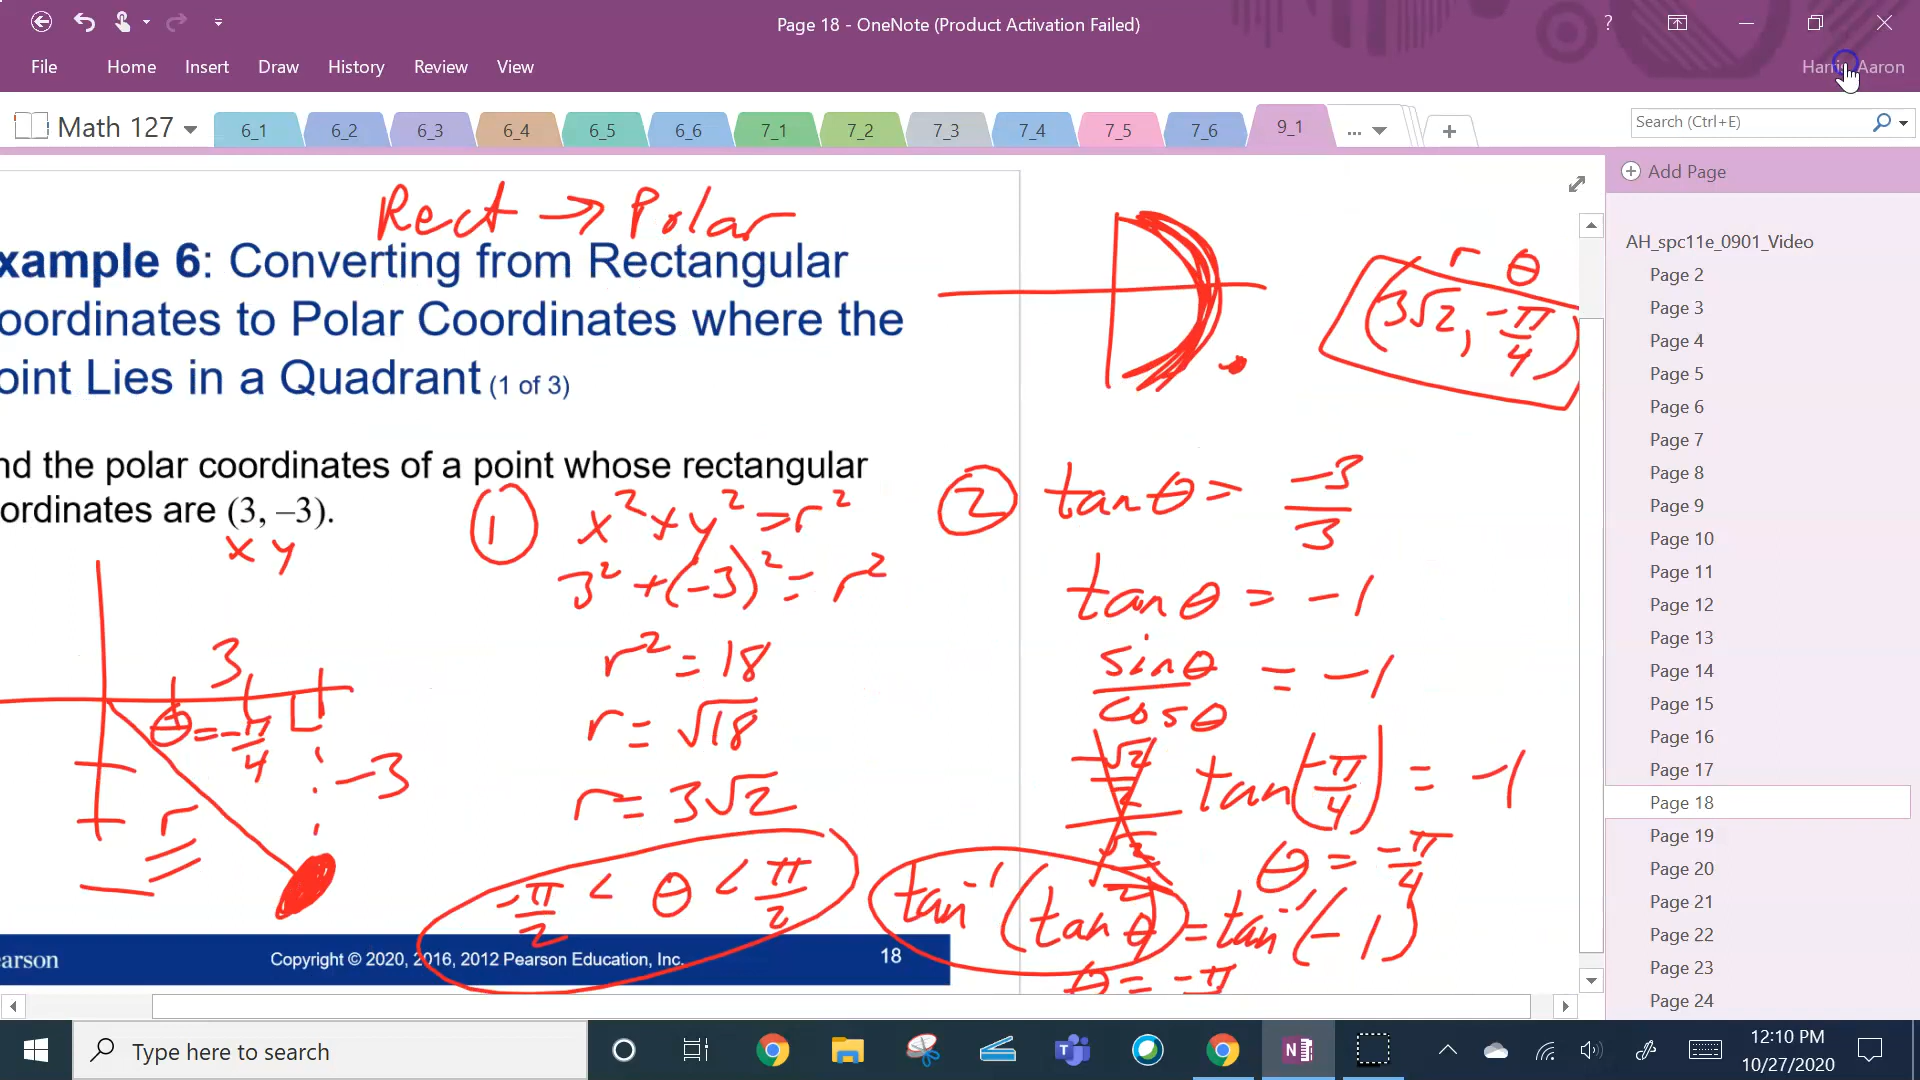 Page 18 - OneNote (Product Activation Failed)
?
File Home Insert Draw History Review View
Harris, Aaron
Math 127
6_1 6_2 6_3 6_4 6_5 6_6 7_1 7_2 7_3 7_4 7_5 7_6 9_1 ...
Search (Ctrl+E)
Add Page
AH_spc11e_0901_Video
Page 2
Page 3
Page 4
Page 5
Page 6
Page 7
Page 8
Page 9
Page 10
Page 11
Page 12
Page 13
Page 14
Page 15
Page 16
Page 17
Page 18
Page 19
Page 20
Page 21
Page 22
Page 23
Page 24
Rect → Polar
xample 6: Converting from Rectangular
oordinates to Polar Coordinates where the
oint Lies in a Quadrant (1 of 3)
nd the polar coordinates of a point whose rectangular
ordinates are (3, –3).
x y
3
θ = -π/4
-3
r
① x² + y² = r²
3² + (-3)² = r²
r² = 18
r = √18
r = 3√2
-π/2 < θ < π/2
r θ
(3√2, -π/4)
② tan θ = -3/3
tan θ = -1
sin θ / cos θ = -1
tan(-π/4) = -1
θ = -π/4
tan⁻¹(tan θ) = tan⁻¹(-1)
θ = -π
arson
Copyright © 2020, 2016, 2012 Pearson Education, Inc.
18
Type here to search
12:10 PM
10/27/2020